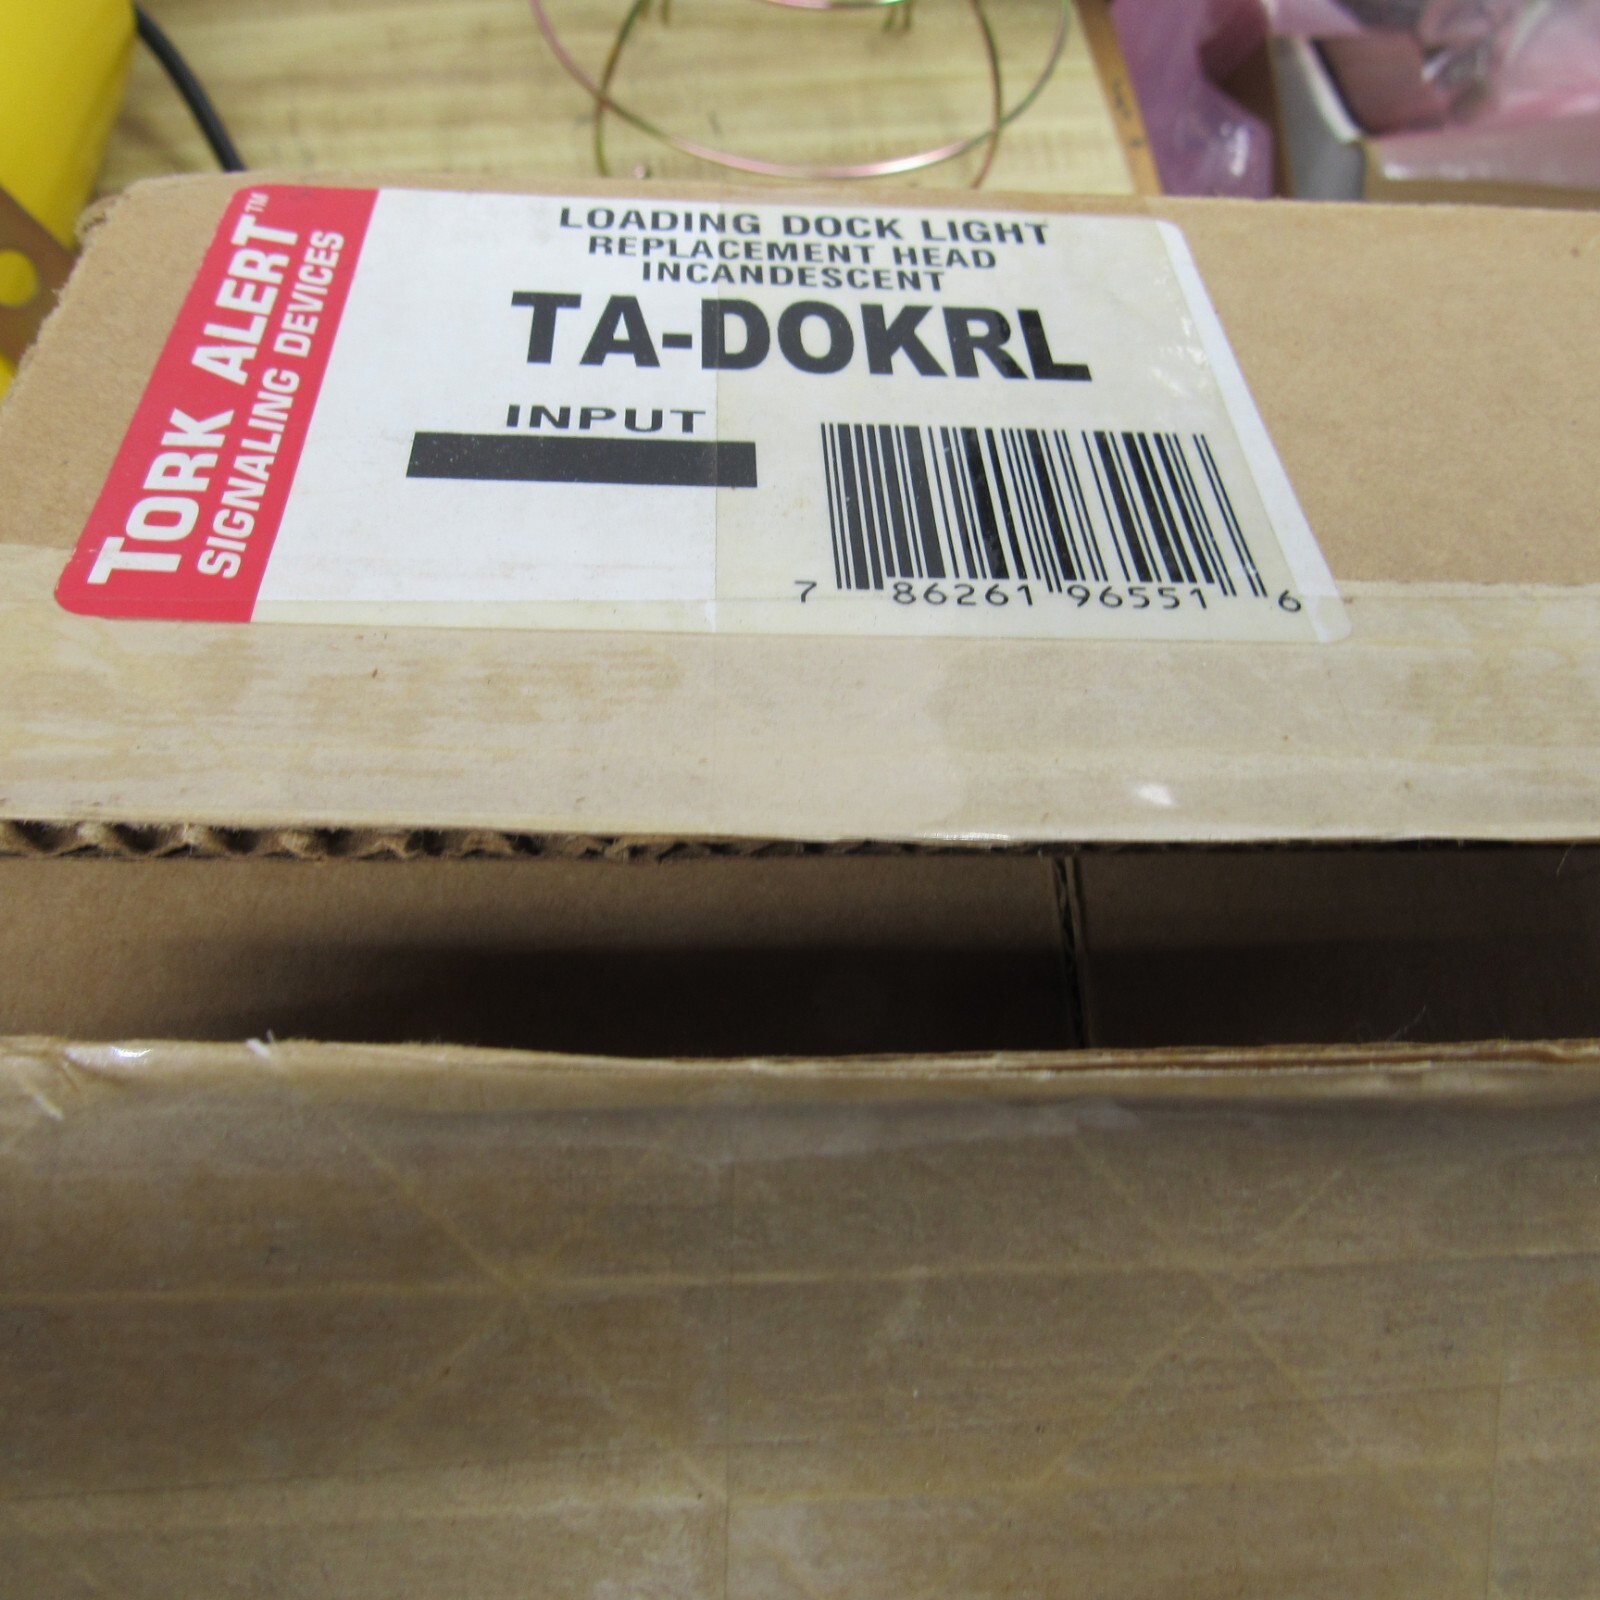 TORK ALERT™
SIGNALING DEVICES
LOADING DOCK LIGHT
REPLACEMENT HEAD
INCANDESCENT
TA-DOKRL
INPUT
7 86261 96551 6